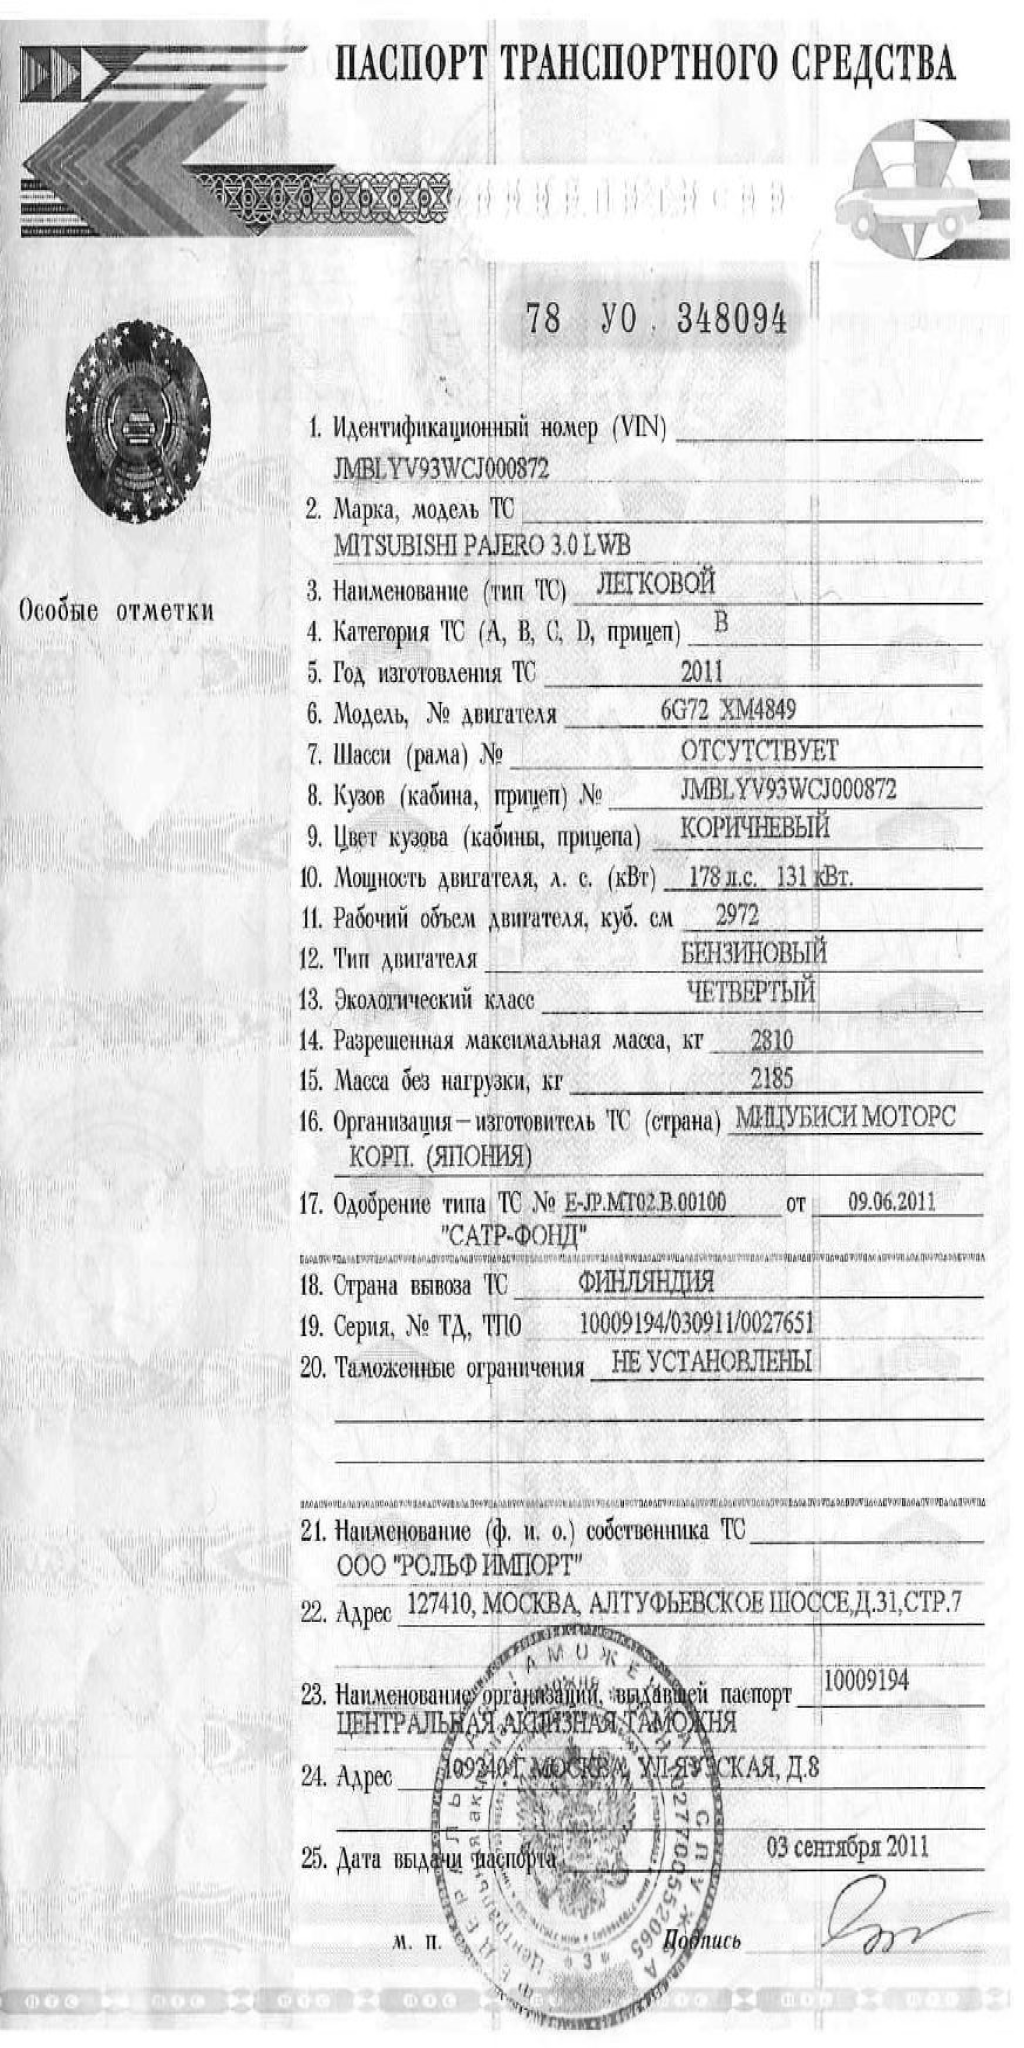 ПАСПОРТ ТРАНСПОРТНОГО СРЕДСТВА
78 УО 348094
1. Идентификационный номер (VIN)
JMBLYV93WCJ000872
2. Марка, модель ТС
MITSUBISHI PAJERO 3.0 LWB
Особые отметки
3. Наименование (тип ТС) ЛЕГКОВОЙ
4. Категория ТС (А, В, С, D, прицеп) В
5. Год изготовления ТС 2011
6. Модель, № двигателя 6G72 XM4849
7. Шасси (рама) № ОТСУТСТВУЕТ
8. Кузов (кабина, прицеп) № JMBLYV93WCJ000872
9. Цвет кузова (кабины, прицепа) КОРИЧНЕВЫЙ
10. Мощность двигателя, л. с. (кВт) 178 л.с. 131 кВт.
11. Рабочий объем двигателя, куб. см 2972
12. Тип двигателя БЕНЗИНОВЫЙ
13. Экологический класс ЧЕТВЕРТЫЙ
14. Разрешенная максимальная масса, кг 2810
15. Масса без нагрузки, кг 2185
16. Организация–изготовитель ТС (страна) МИЦУБИСИ МОТОРС
КОРП. (ЯПОНИЯ)
17. Одобрение типа ТС № E-JP.MT02.B.00100 от 09.06.2011
"САТР-ФОНД"
18. Страна вывоза ТС ФИНЛЯНДИЯ
19. Серия, № ТД, ТПО 10009194/030911/0027651
20. Таможенные ограничения НЕ УСТАНОВЛЕНЫ
21. Наименование (ф. и. о.) собственника ТС
ООО "РОЛЬФ ИМПОРТ"
22. Адрес 127410, МОСКВА, АЛТУФЬЕВСКОЕ ШОССЕ,Д.31,СТР.7
23. Наименование организации, выдавшей паспорт 10009194
ЦЕНТРАЛЬНАЯ АКЦИЗНАЯ ТАМОЖНЯ
24. Адрес 109240 Г. МОСКВА, УЛ.ЯУЗСКАЯ, Д.8
25. Дата выдачи паспорта 03 сентября 2011
М. П. Подпись